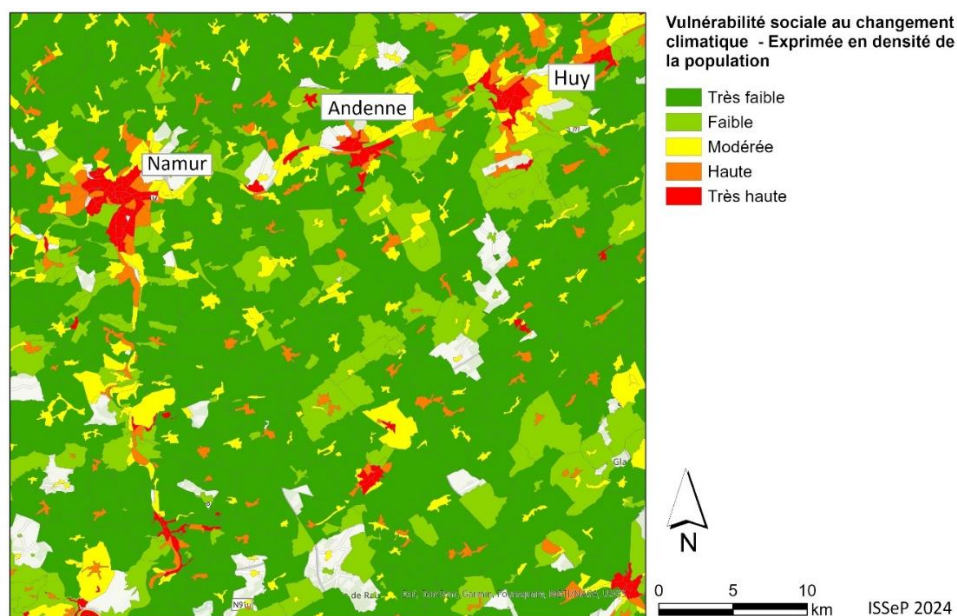 Vulnérabilité sociale au changement
climatique - Exprimée en densité de
la population
Très faible
Faible
Modérée
Haute
Très haute
Huy
Andenne
Namur
N
0 5 10
km
ISSeP 2024